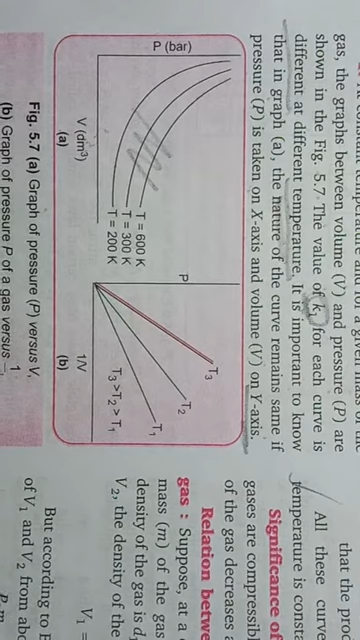 gas, the graphs between volume (V) and pressure (P) are
shown in the Fig. 5.7. The value of k₁ for each curve is
different at different temperature. It is important to know
that in graph (a), the nature of the curve remains same if
pressure (P) is taken on X-axis and volume (V) on Y-axis.
P (bar)
T = 600 K
T = 300 K
T = 200 K
V (dm³)
(a)
P
T₃
T₂
T₁
T₃ >T₂ > T₁
1/V
(b)
Fig. 5.7 (a) Graph of pressure (P) versus V,
(b) Graph of pressure P of a gas versus 1
that the pro
All these curve
temperature is consta
Significance of
gases are compressibl
of the gas decreases
Relation betw
gas : Suppose, at a
mass (m) of the gas
density of the gas is d
V₂, the density of the
V₁ =
But according to B
of V₁ and V₂ from abo